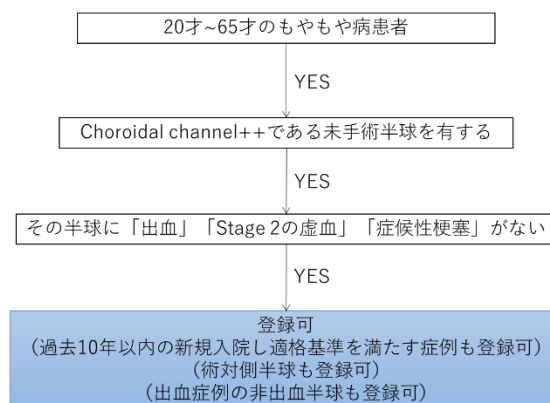 20才~65才のもやもや病患者
YES
Choroidal channel++である未手術半球を有する
YES
その半球に「出血」「Stage 2の虚血」「症候性梗塞」がない
YES
登録可
（過去10年以内の新規入院し適格基準を満たす症例も登録可）
（術対側半球も登録可）
（出血症例の非出血半球も登録可）